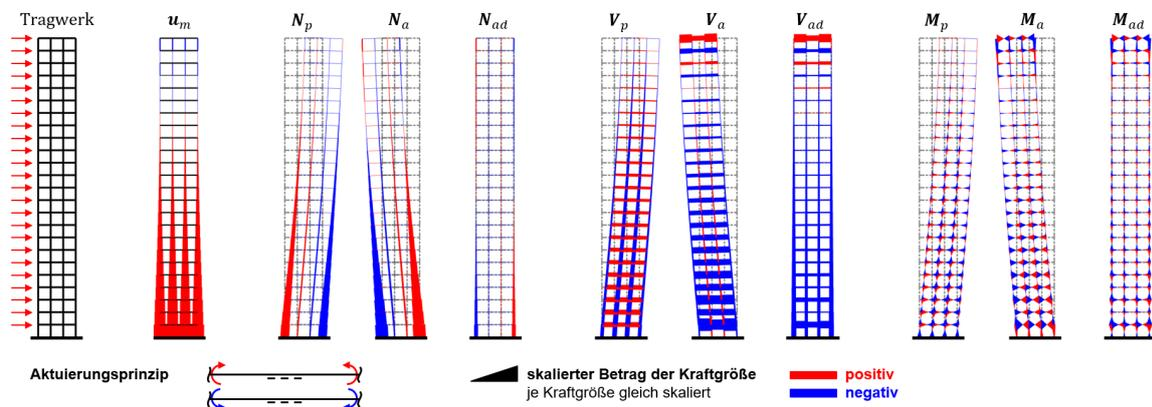 Tragwerk u_m N_p N_a N_ad V_p V_a V_ad M_p M_a M_ad
Aktuierungsprinzip
skalierter Betrag der Kraftgröße
je Kraftgröße gleich skaliert
positiv
negativ